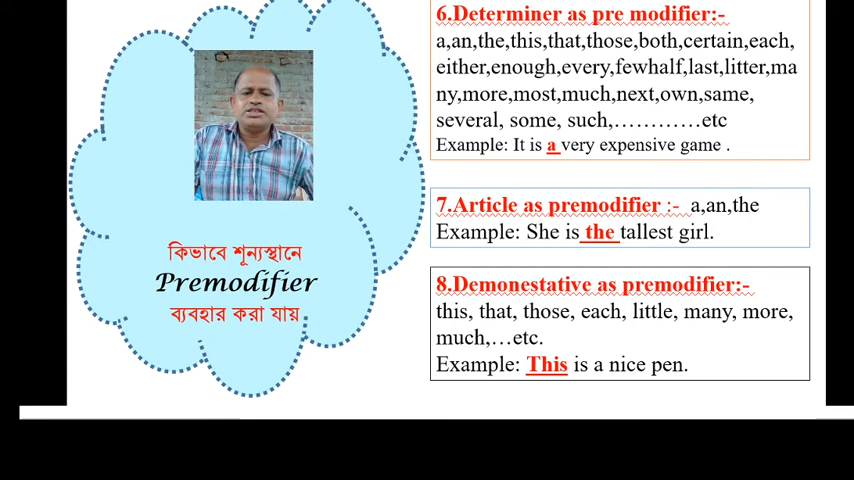 কিভাবে শূন্যস্থানে
Premodifier
ব্যবহার করা যায়
6.Determiner as pre modifier:-
a,an,the,this,that,those,both,certain,each,
either,enough,every,fewhalf,last,litter,ma
ny,more,most,much,next,own,same,
several, some, such,…………etc
Example: It is a very expensive game .
7.Article as premodifier :- a,an,the
Example: She is the tallest girl.
8.Demonestative as premodifier:-
this, that, those, each, little, many, more,
much,…etc.
Example: This is a nice pen.